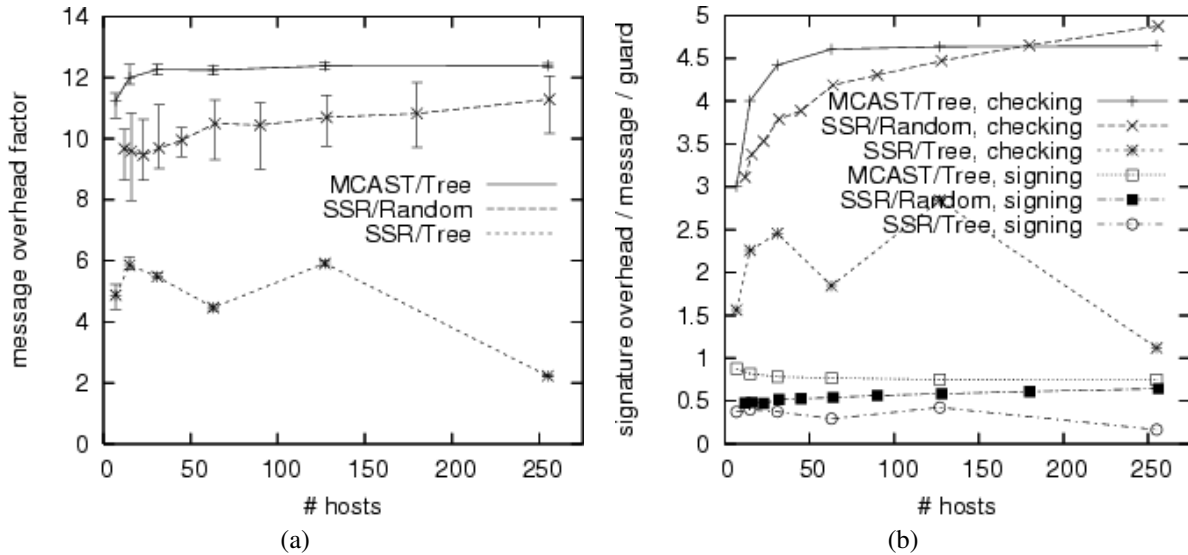 message overhead factor
14
12
10
8
6
4
2
0
MCAST/Tree
SSR/Random
SSR/Tree
0 50 100 150 200 250
# hosts
(a)
signature overhead / message / guard
5
4.5
4
3.5
3
2.5
2
1.5
1
0.5
0
MCAST/Tree, checking
SSR/Random, checking
SSR/Tree, checking
MCAST/Tree, signing
SSR/Random, signing
SSR/Tree, signing
0 50 100 150 200 250
# hosts
(b)